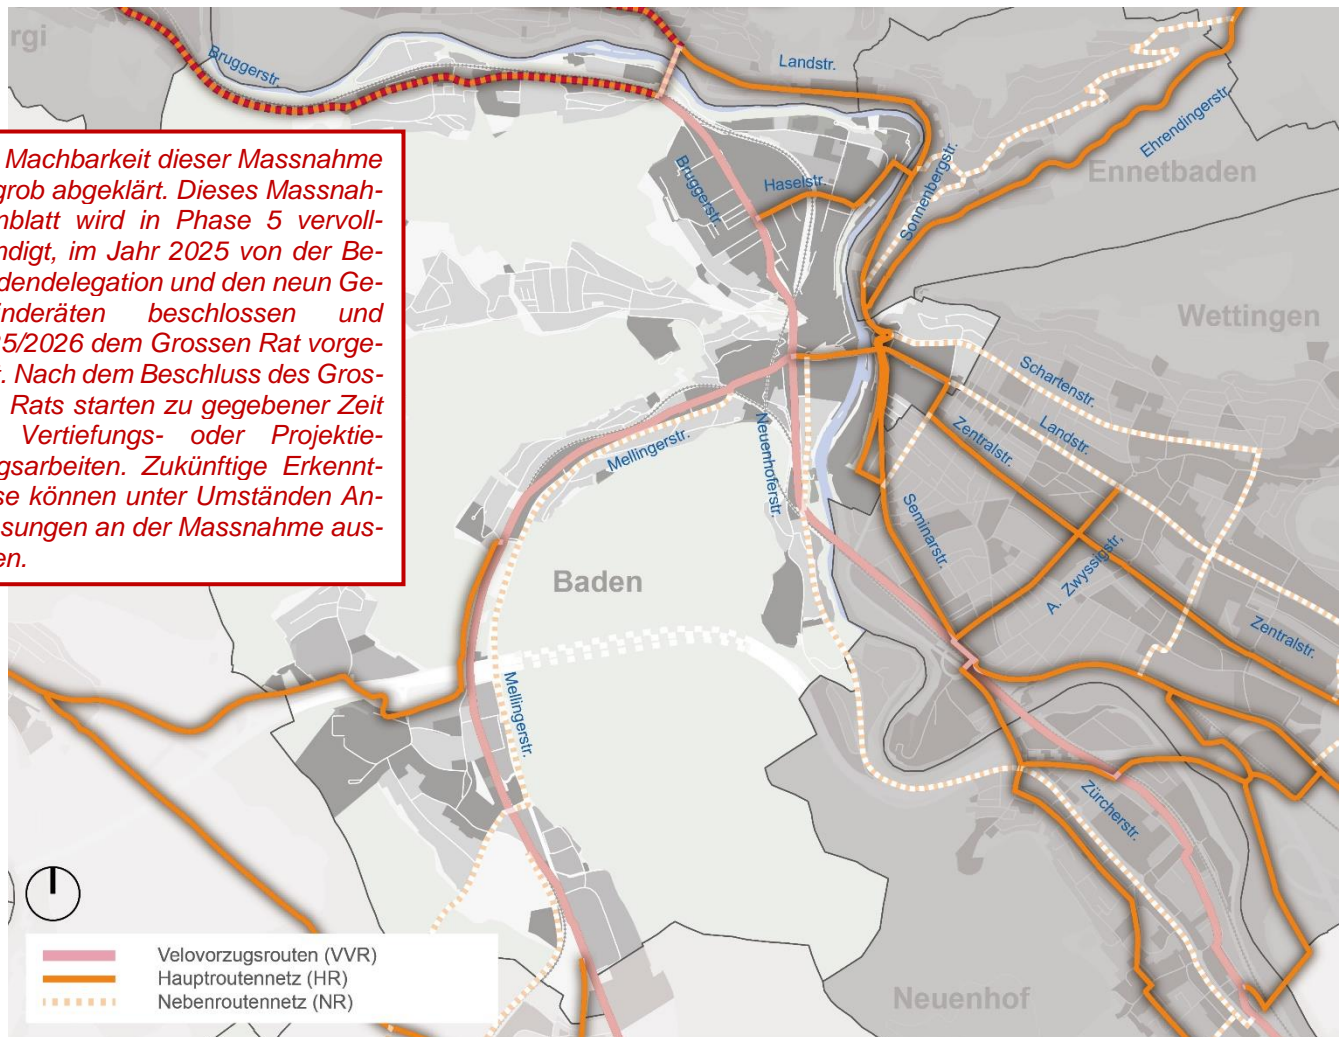 rgi
Bruggerstr.
Landstr.
Ehrendingerstr.
Ennetbaden
Machbarkeit dieser Massnahme
grob abgeklärt. Dieses Massnah-
nblatt wird in Phase 5 vervoll-
ndigt, im Jahr 2025 von der Be-
dendelegation und den neun Ge-
inderäten beschlossen und
25/2026 dem Grossen Rat vorge-
t. Nach dem Beschluss des Gros-
Rats starten zu gegebener Zeit
Vertiefungs- oder Projektie-
gsarbeiten. Zukünftige Erkennt-
se können unter Umständen An-
sungen an der Massnahme aus-
en.
Bruggerstr.
Haselstr.
Sonnenbergstr.
Wettingen
Schartenstr.
Landstr.
Zentralstr.
Mellingerstr.
Neuenhoferstr.
Seminarstr.
A. Zwyssigstr,
Zentralstr.
Baden
Mellingerstr.
Zürcherstr.
Neuenhof
Velovorzugsrouten (VVR)
Hauptroutennetz (HR)
Nebenroutennetz (NR)